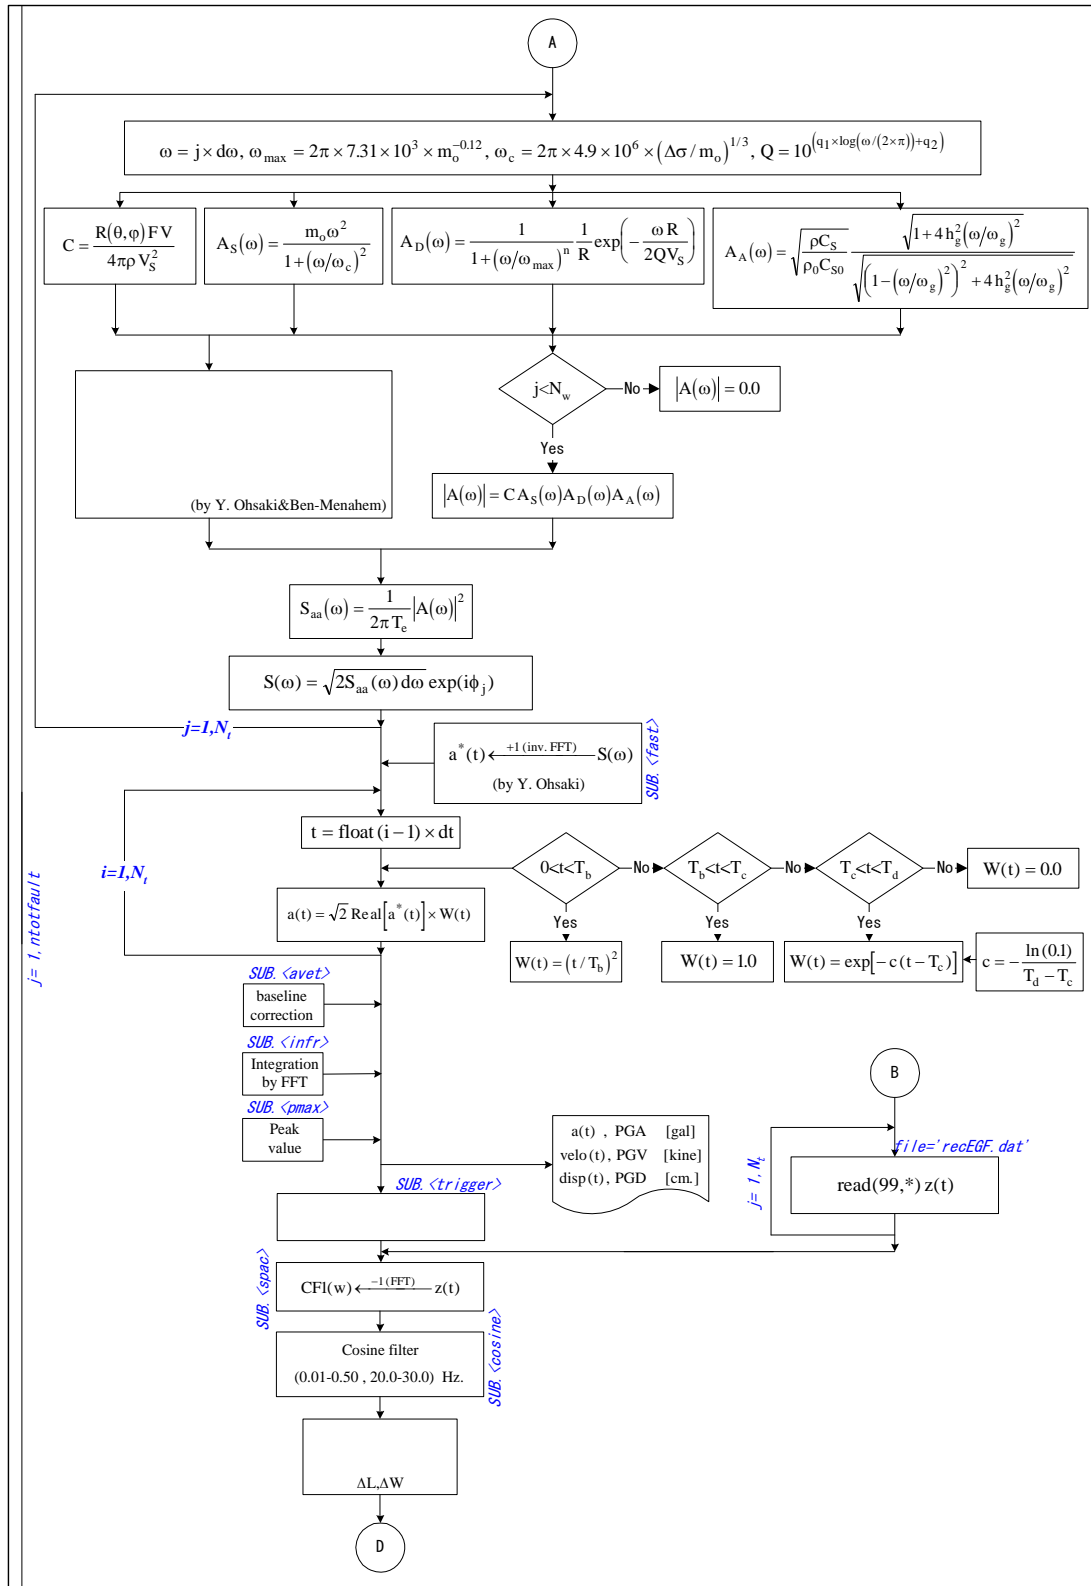 A
ω = j × dω, ω_max = 2π × 7.31 × 10^3 × m_o^-0.12, ω_c = 2π × 4.9 × 10^6 × (Δσ/m_o)^1/3, Q = 10^(q_1×log(ω/(2×π))+q_2)
C = R(θ,φ) F V / 4πρ V_S^2
A_S(ω) = m_o ω^2 / 1+(ω/ω_c)^2
A_D(ω) = 1 / 1+(ω/ω_max)^n 1/R exp(− ω R / 2QV_S)
A_A(ω) = √(ρC_S / ρ_0C_S0) √(1+4h_g^2(ω/ω_g)^2) / √((1−(ω/ω_g)^2)^2 + 4h_g^2(ω/ω_g)^2)
j<N_w
No
|A(ω)| = 0.0
Yes
(by Y. Ohsaki&Ben-Menahem)
|A(ω)| = C A_S(ω)A_D(ω)A_A(ω)
S_aa(ω) = 1 / 2π T_e |A(ω)|^2
S(ω) = √(2S_aa(ω) dω) exp(iϕ_j)
j=1,N_t
a*(t) ←+1 (inv. FFT) S(ω)
(by Y. Ohsaki)
SUB. <fast>
t = float (i−1) × dt
i=1,N_t
0<t<T_b
No
T_b<t<T_c
No
T_c<t<T_d
No
W(t) = 0.0
a(t) = √2 Real[a*(t)] × W(t)
Yes
Yes
Yes
W(t) = (t/T_b)^2
W(t) = 1.0
W(t) = exp[−c(t−T_c)]
c = − ln(0.1) / T_d − T_c
j= 1, ntotfault
SUB. <avet>
baseline
correction
SUB. <infr>
Integration
by FFT
SUB. <pmax>
Peak
value
a(t) , PGA [gal]
velo(t), PGV [kine]
disp(t), PGD [cm.]
B
file='recEGF.dat'
j= 1, N_t
read(99,*) z(t)
SUB. <trigger>
SUB. <spac>
CFl(w) ←−1 (FFT) z(t)
Cosine filter
(0.01-0.50 , 20.0-30.0) Hz.
SUB. <cosine>
ΔL,ΔW
D